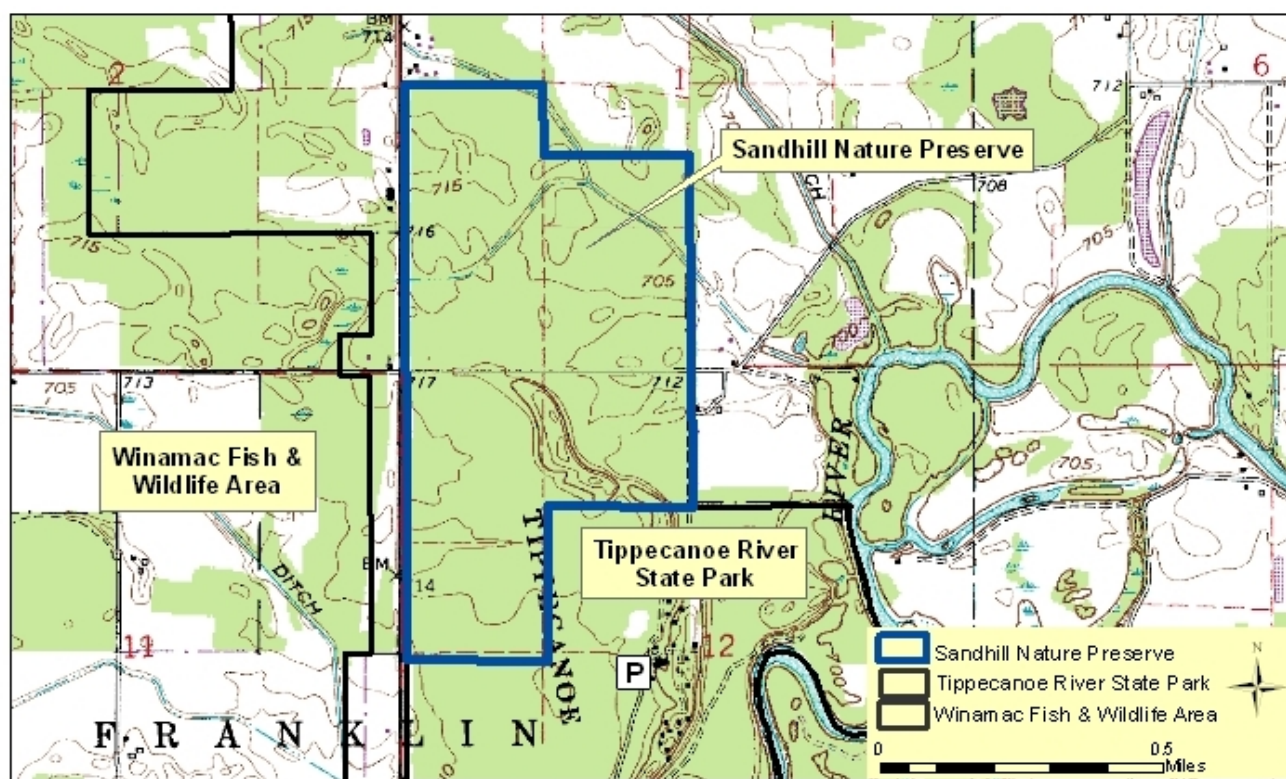 BM
714
2
1
6
712
Sandhill Nature Preserve
CH
708
715
715
716
705
705
705
717
712
705
713
RIVER
705
Winamac Fish &
Wildlife Area
Tippecanoe River
State Park
TIPPECANOE
BM
14
DITCH
11
12
P
FRANKLIN
Sandhill Nature Preserve
Tippecanoe River State Park
Winamac Fish & Wildlife Area
N
0 0.5
Miles